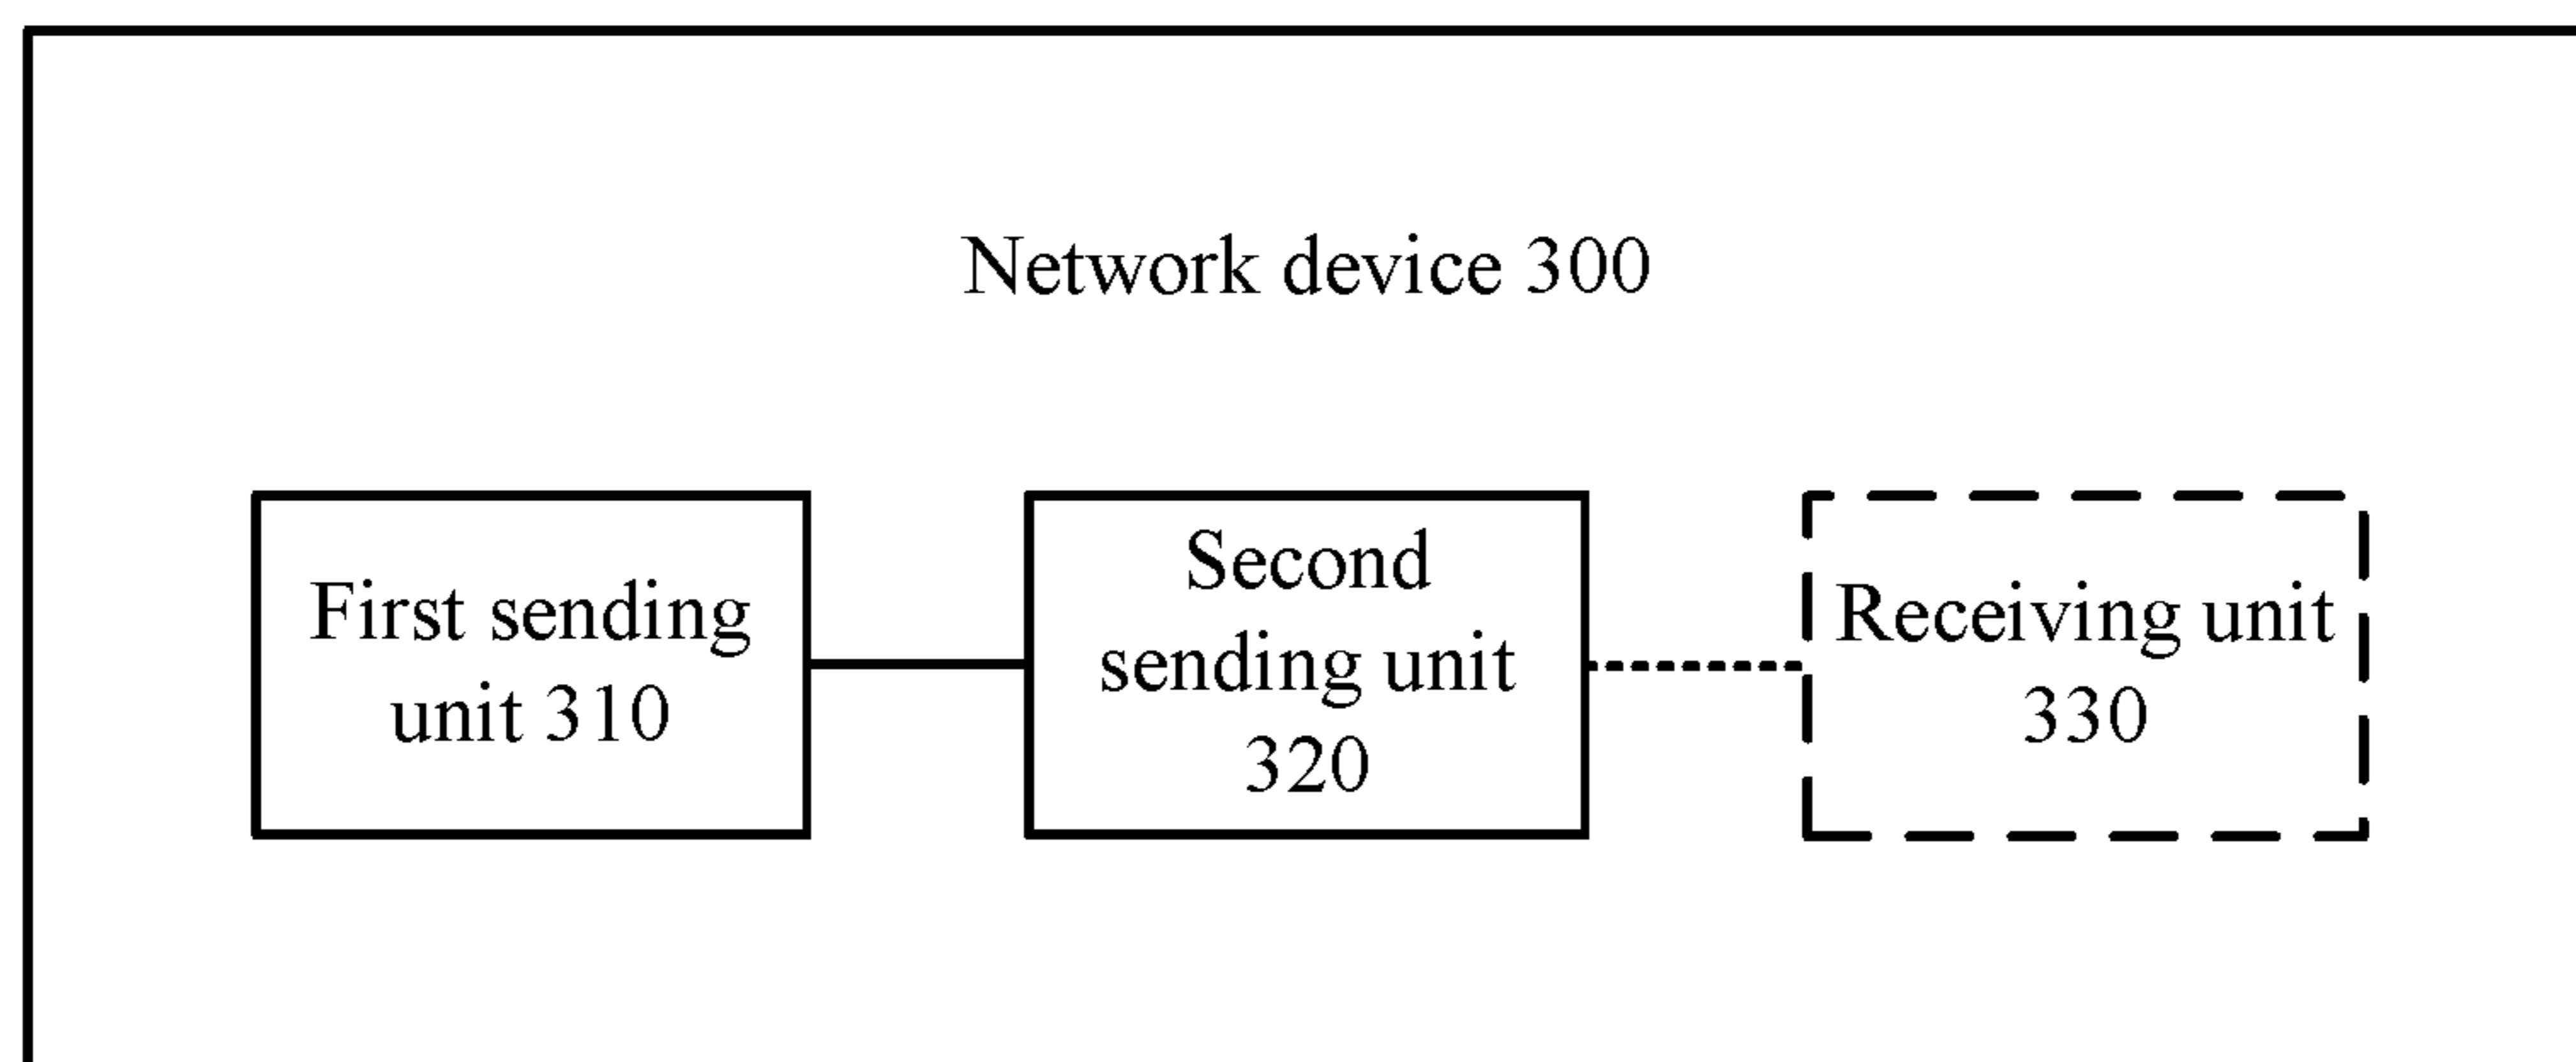 Network device 300
First sending
unit 310
Second
sending unit
320
Receiving unit
330